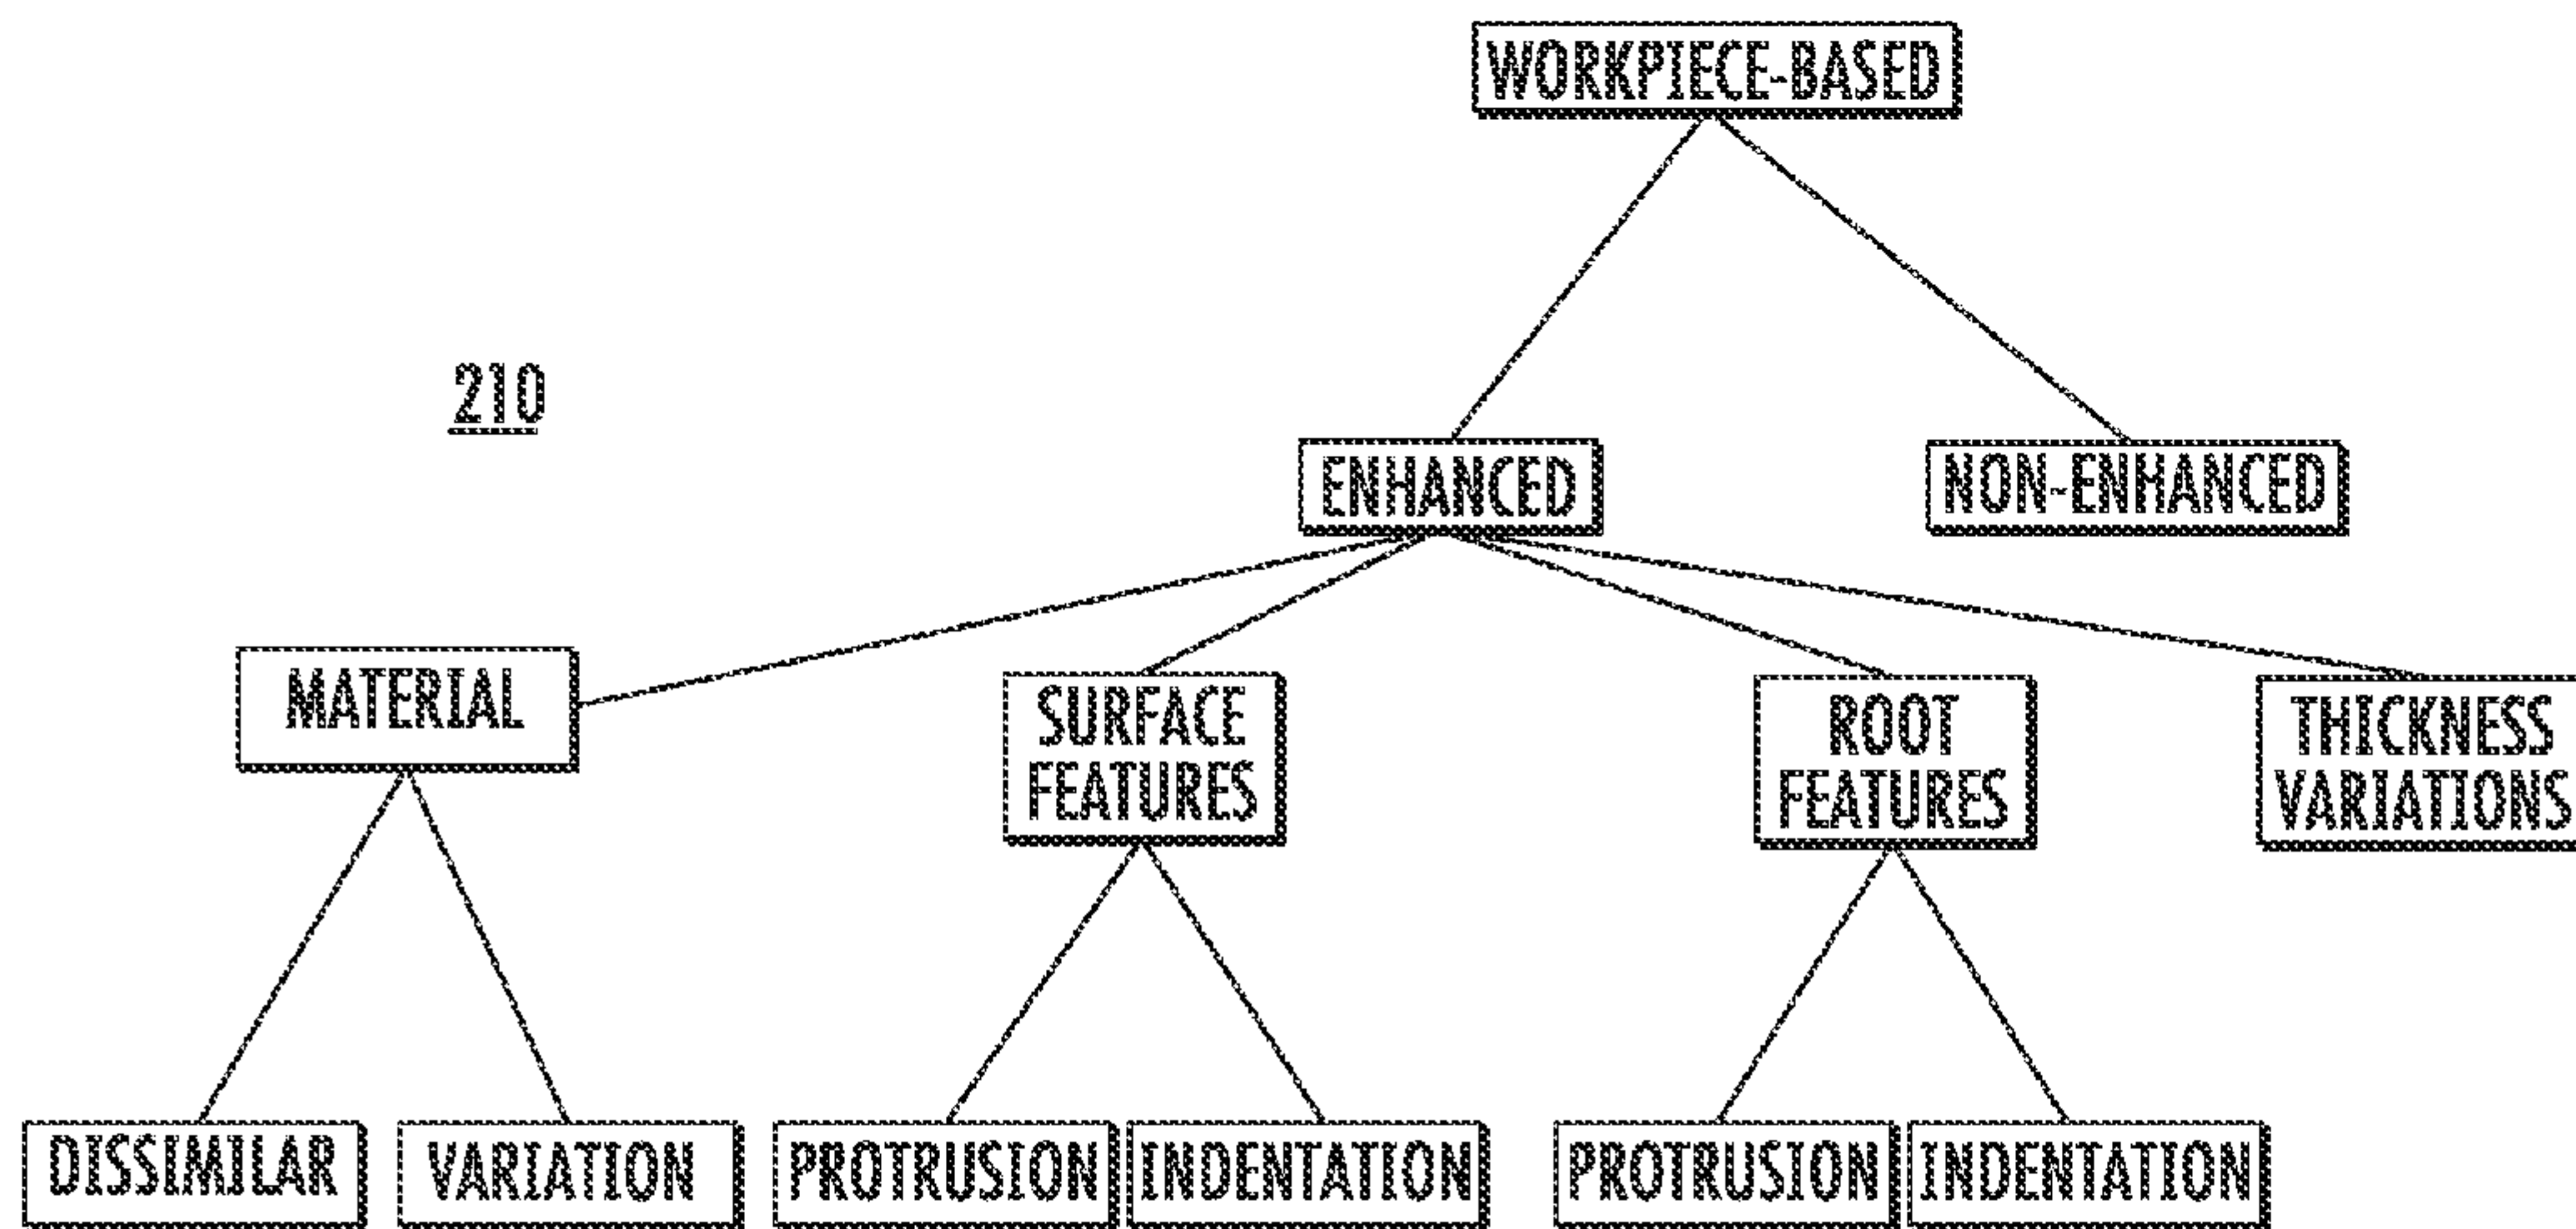 WORKPIECE-BASED
210
ENHANCED
NON-ENHANCED
MATERIAL
SURFACE
FEATURES
ROOT
FEATURES
THICKNESS
VARIATIONS
DISSIMILAR
VARIATION
PROTRUSION
INDENTATION
PROTRUSION
INDENTATION